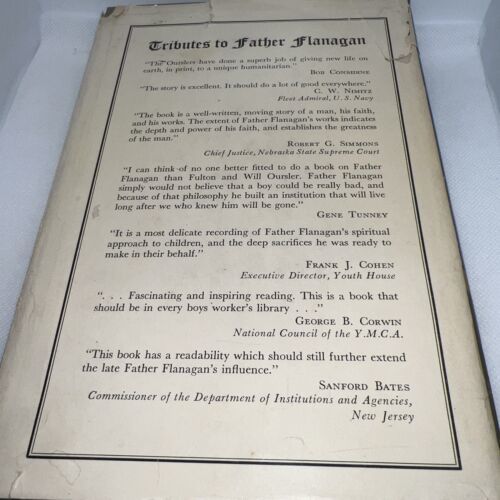 Tributes to Father Flanagan
"The Ourslers have done a superb job of giving new life on
earth, in print, to a unique humanitarian."
Bob Considine
"The story is excellent. It should do a lot of good everywhere."
C. W. Nimitz
Fleet Admiral, U. S. Navy
"The book is a well-written, moving story of a man, his faith,
and his works. The extent of Father Flanagan's works indicates
the depth and power of his faith, and establishes the greatness
of the man."
Robert G. Simmons
Chief Justice, Nebraska State Supreme Court
"I can think of no one better fitted to do a book on Father
Flanagan than Fulton and Will Oursler. Father Flanagan
simply would not believe that a boy could be really bad, and
because of that philosophy he built an institution that will live
long after we who knew him will be gone."
Gene Tunney
"It is a most delicate recording of Father Flanagan's spiritual
approach to children, and the deep sacrifices he was ready to
make in their behalf."
Frank J. Cohen
Executive Director, Youth House
". . . Fascinating and inspiring reading. This is a book that
should be in every boys worker's library . . ."
George B. Corwin
National Council of the Y.M.C.A.
"This book has a readability which should still further extend
the late Father Flanagan's influence."
Sanford Bates
Commissioner of the Department of Institutions and Agencies,
New Jersey